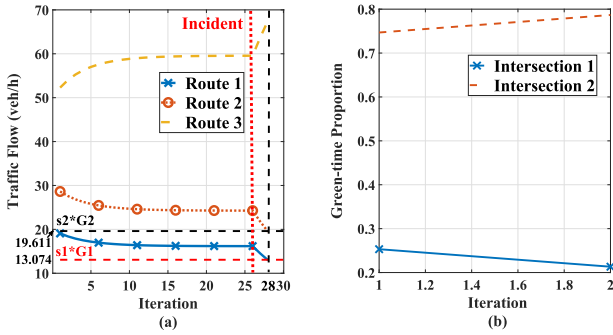 70
60
50
40
30
20
19.611
13.074
10
Traffic Flow (veh/h)
Incident
Route 1
Route 2
Route 3
s2*G2
s1*G1
5
10
15
20
25
28
30
Iteration
(a)
0.8
0.7
0.6
0.5
0.4
0.3
0.2
Green-time Proportion
Intersection 1
Intersection 2
1
1.2
1.4
1.6
1.8
2
Iteration
(b)